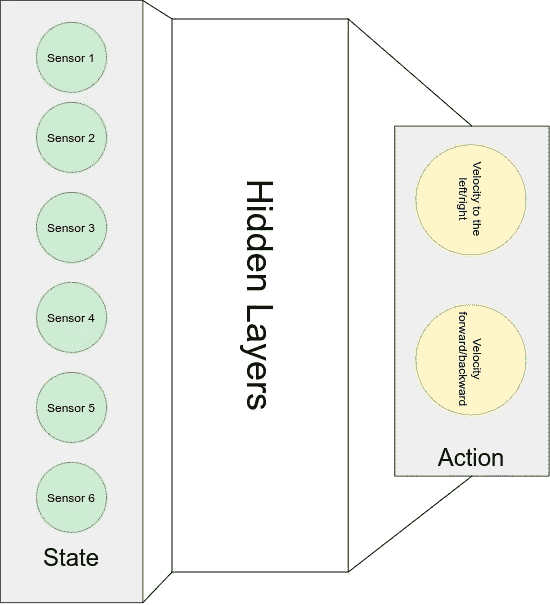 Sensor 1
Sensor 2
Sensor 3
Sensor 4
Sensor 5
Sensor 6
State
Hidden Layers
Velocity to the
left/right
Velocity
forward/backward
Action